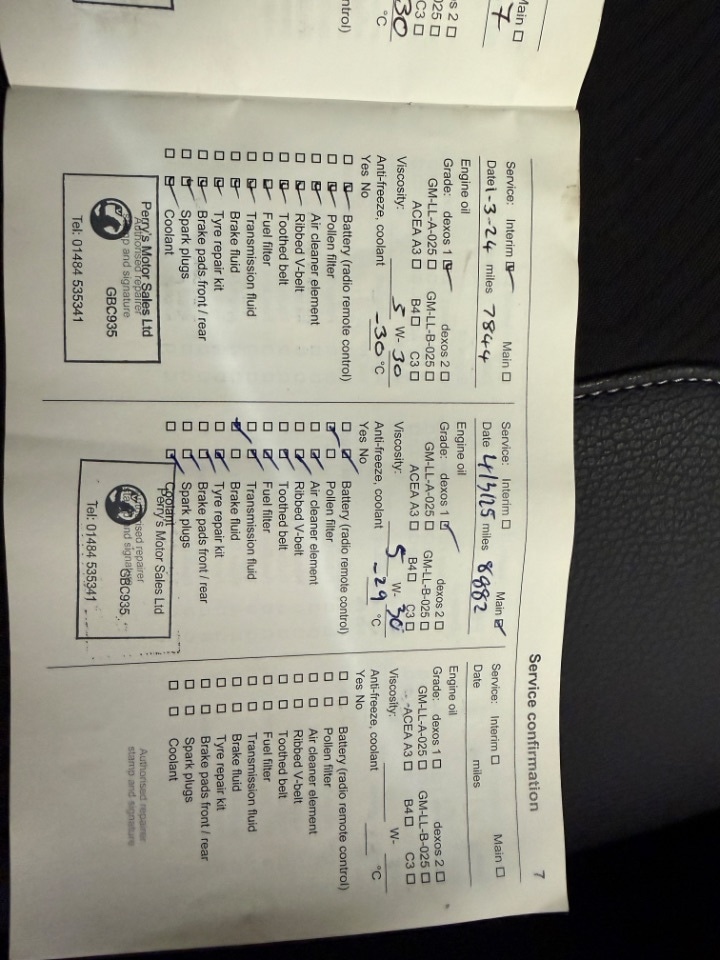 Main ☐
7
s 2 ☐
025 ☐
C3 ☐
30
°C
ntrol)
Service confirmation 7
Service: Interim ☑ Main ☐
Date 1-3-24 miles 7844
Engine oil
Grade: dexos 1 ☑ dexos 2 ☐
GM-LL-A-025 ☐ GM-LL-B-025 ☐
ACEA A3 ☐ B4 ☐ C3 ☐
Viscosity: 5 W- 30
Anti-freeze, coolant -30 °C
Yes No
☐ ☑ Battery (radio remote control)
☐ ☑ Pollen filter
☐ ☑ Air cleaner element
☐ ☑ Ribbed V-belt
☐ ☑ Toothed belt
☐ ☑ Fuel filter
☐ ☑ Transmission fluid
☐ ☑ Brake fluid
☐ ☑ Tyre repair kit
☐ ☑ Brake pads front / rear
☐ ☑ Spark plugs
☐ ☑ Coolant
Perry's Motor Sales Ltd
Authorised repairer
stamp and signature
GBC935
Tel: 01484 535341
Service: Interim ☐ Main ☑
Date 4/3/25 miles 8882
Engine oil
Grade: dexos 1 ☑ dexos 2 ☐
GM-LL-A-025 ☐ GM-LL-B-025 ☐
ACEA A3 ☐ B4 ☐ C3 ☐
Viscosity: 5 W- 30
Anti-freeze, coolant -29 °C
Yes No
☐ ☑ Battery (radio remote control)
☑ ☐ Pollen filter
☐ ☑ Air cleaner element
☐ ☑ Ribbed V-belt
☐ ☑ Toothed belt
☐ ☑ Fuel filter
☐ ☑ Transmission fluid
☑ ☐ Brake fluid
☐ ☑ Tyre repair kit
☐ ☑ Brake pads front / rear
☐ ☑ Spark plugs
☐ ☑ Coolant
Perry's Motor Sales Ltd
Authorised repairer
stamp and signature
GBC935
Tel: 01484 535341
Service: Interim ☐ Main ☐
Date miles
Engine oil
Grade: dexos 1 ☐ dexos 2 ☐
GM-LL-A-025 ☐ GM-LL-B-025 ☐
ACEA A3 ☐ B4 ☐ C3 ☐
Viscosity: W-
Anti-freeze, coolant °C
Yes No
☐ ☐ Battery (radio remote control)
☐ ☐ Pollen filter
☐ ☐ Air cleaner element
☐ ☐ Ribbed V-belt
☐ ☐ Toothed belt
☐ ☐ Fuel filter
☐ ☐ Transmission fluid
☐ ☐ Brake fluid
☐ ☐ Tyre repair kit
☐ ☐ Brake pads front / rear
☐ ☐ Spark plugs
☐ ☐ Coolant
Authorised repairer
stamp and signature